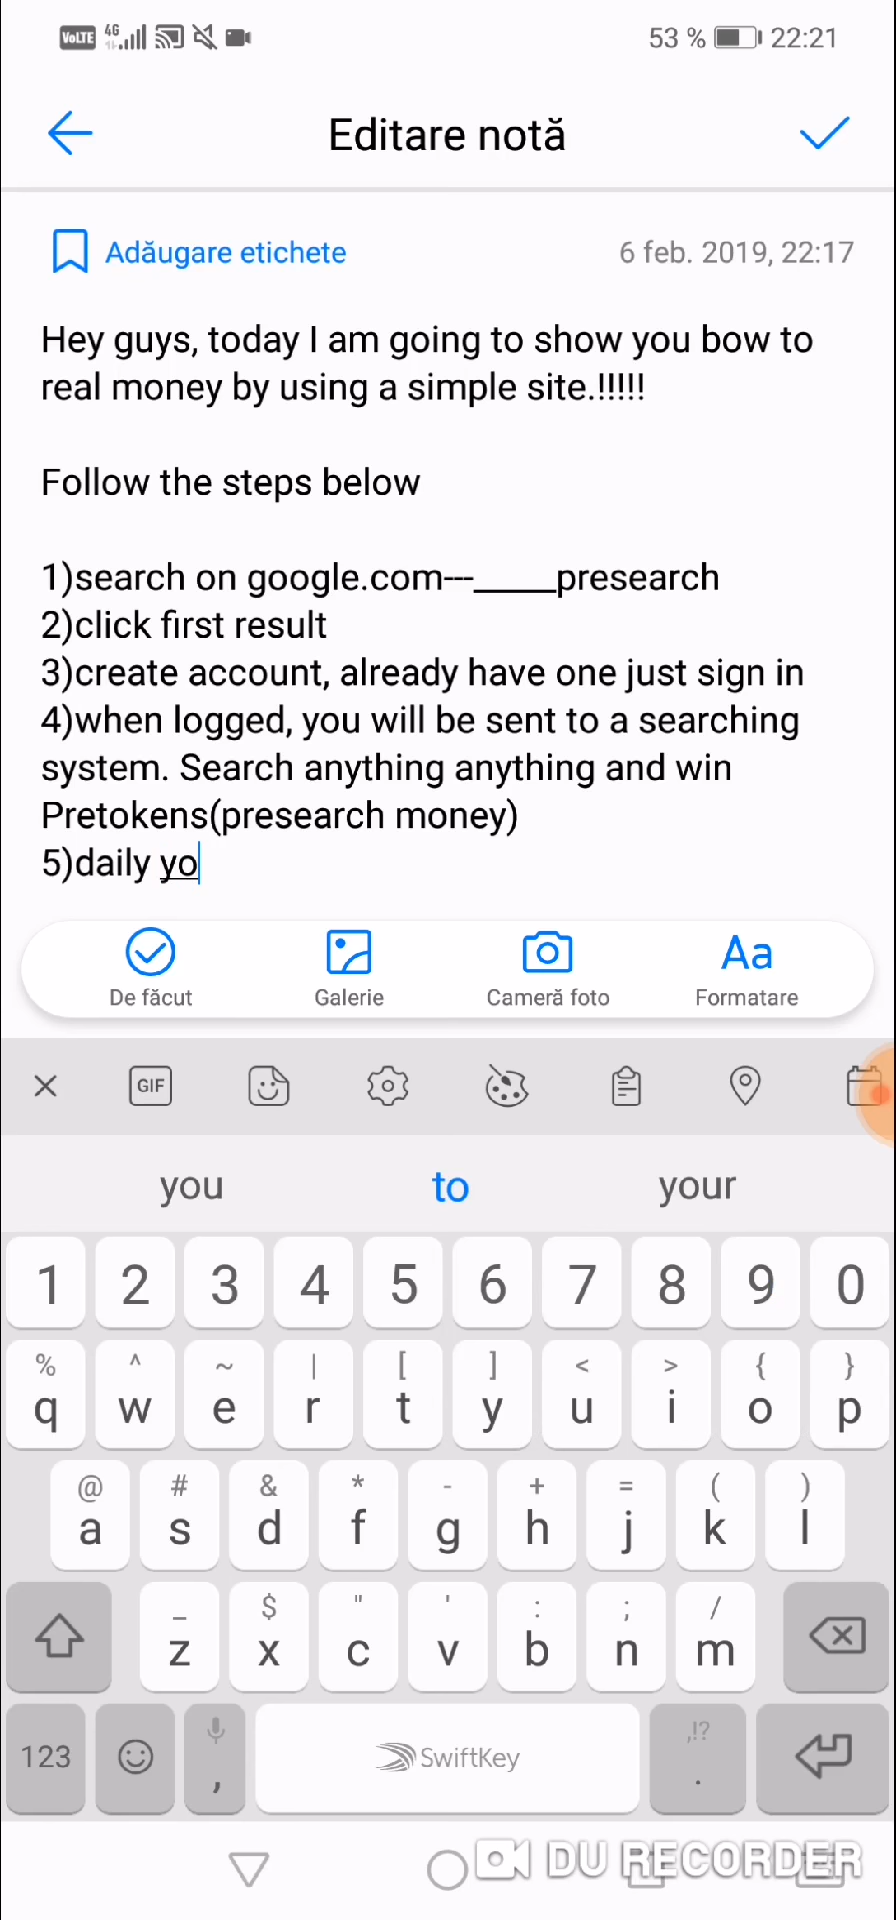 VoLTE 4G 53 % 22:21
Editare notă
Adăugare etichete 6 feb. 2019, 22:17
Hey guys, today I am going to show you bow to
real money by using a simple site.!!!!!
Follow the steps below
1)search on google.com---_____presearch
2)click first result
3)create account, already have one just sign in
4)when logged, you will be sent to a searching
system. Search anything anything and win
Pretokens(presearch money)
5)daily yo
De făcut Galerie Cameră foto Formatare
GIF
you to your
1 2 3 4 5 6 7 8 9 0
% ^ ~ | [ ] < > { }
q w e r t y u i o p
@ # & * - + = ( )
a s d f g h j k l
_ $ " ' : ; /
z x c v b n m
,!?
123 , SwiftKey .
DU RECORDER